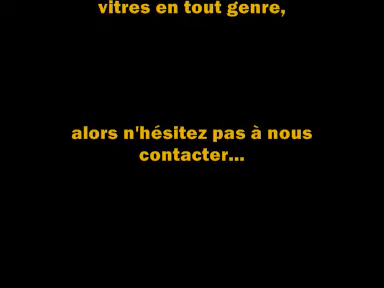 vitres en tout genre,
alors n'hésitez pas à nous
contacter...